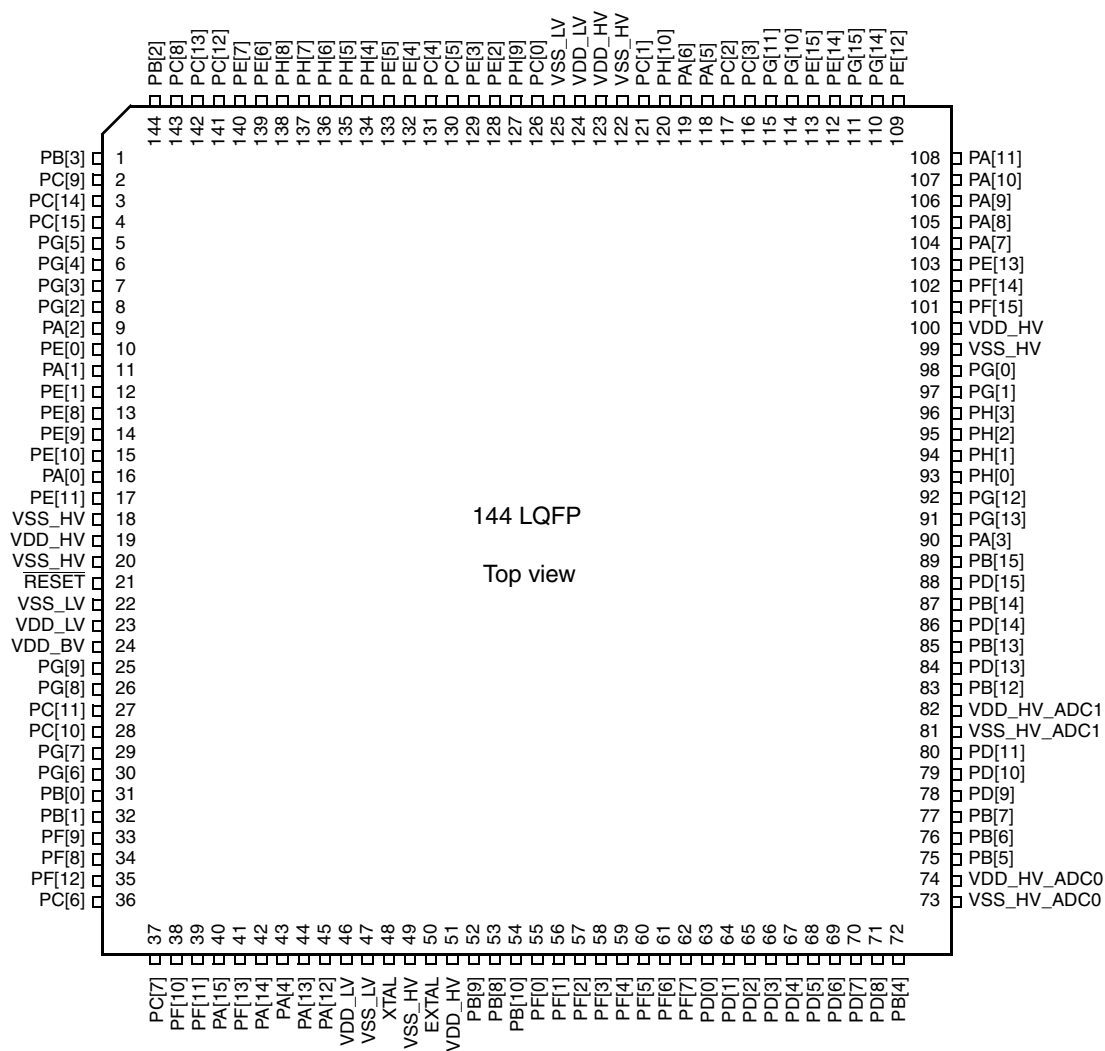 PB[2]
PC[8]
PC[13]
PC[12]
PE[7]
PE[6]
PH[8]
PH[7]
PH[6]
PH[5]
PH[4]
PE[5]
PE[4]
PC[4]
PC[5]
PE[3]
PE[2]
PH[9]
PC[0]
VSS_LV
VDD_LV
VDD_HV
VSS_HV
PC[1]
PH[10]
PA[6]
PA[5]
PC[2]
PC[3]
PG[11]
PG[10]
PE[15]
PE[14]
PG[15]
PG[14]
PE[12]
144
143
142
141
140
139
138
137
136
135
134
133
132
131
130
129
128
127
126
125
124
123
122
121
120
119
118
117
116
115
114
113
112
111
110
109
PB[3] 1
PC[9] 2
PC[14] 3
PC[15] 4
PG[5] 5
PG[4] 6
PG[3] 7
PG[2] 8
PA[2] 9
PE[0] 10
PA[1] 11
PE[1] 12
PE[8] 13
PE[9] 14
PE[10] 15
PA[0] 16
PE[11] 17
VSS_HV 18
VDD_HV 19
VSS_HV 20
RESET 21
VSS_LV 22
VDD_LV 23
VDD_BV 24
PG[9] 25
PG[8] 26
PC[11] 27
PC[10] 28
PG[7] 29
PG[6] 30
PB[0] 31
PB[1] 32
PF[9] 33
PF[8] 34
PF[12] 35
PC[6] 36
144 LQFP
Top view
108 PA[11]
107 PA[10]
106 PA[9]
105 PA[8]
104 PA[7]
103 PE[13]
102 PF[14]
101 PF[15]
100 VDD_HV
99 VSS_HV
98 PG[0]
97 PG[1]
96 PH[3]
95 PH[2]
94 PH[1]
93 PH[0]
92 PG[12]
91 PG[13]
90 PA[3]
89 PB[15]
88 PD[15]
87 PB[14]
86 PD[14]
85 PB[13]
84 PD[13]
83 PB[12]
82 VDD_HV_ADC1
81 VSS_HV_ADC1
80 PD[11]
79 PD[10]
78 PD[9]
77 PB[7]
76 PB[6]
75 PB[5]
74 VDD_HV_ADC0
73 VSS_HV_ADC0
37
38
39
40
41
42
43
44
45
46
47
48
49
50
51
52
53
54
55
56
57
58
59
60
61
62
63
64
65
66
67
68
69
70
71
72
PC[7]
PF[10]
PF[11]
PA[15]
PF[13]
PA[14]
PA[4]
PA[13]
PA[12]
VDD_LV
VSS_LV
XTAL
VSS_HV
EXTAL
VDD_HV
PB[9]
PB[8]
PB[10]
PF[0]
PF[1]
PF[2]
PF[3]
PF[4]
PF[5]
PF[6]
PF[7]
PD[0]
PD[1]
PD[2]
PD[3]
PD[4]
PD[5]
PD[6]
PD[7]
PD[8]
PB[4]